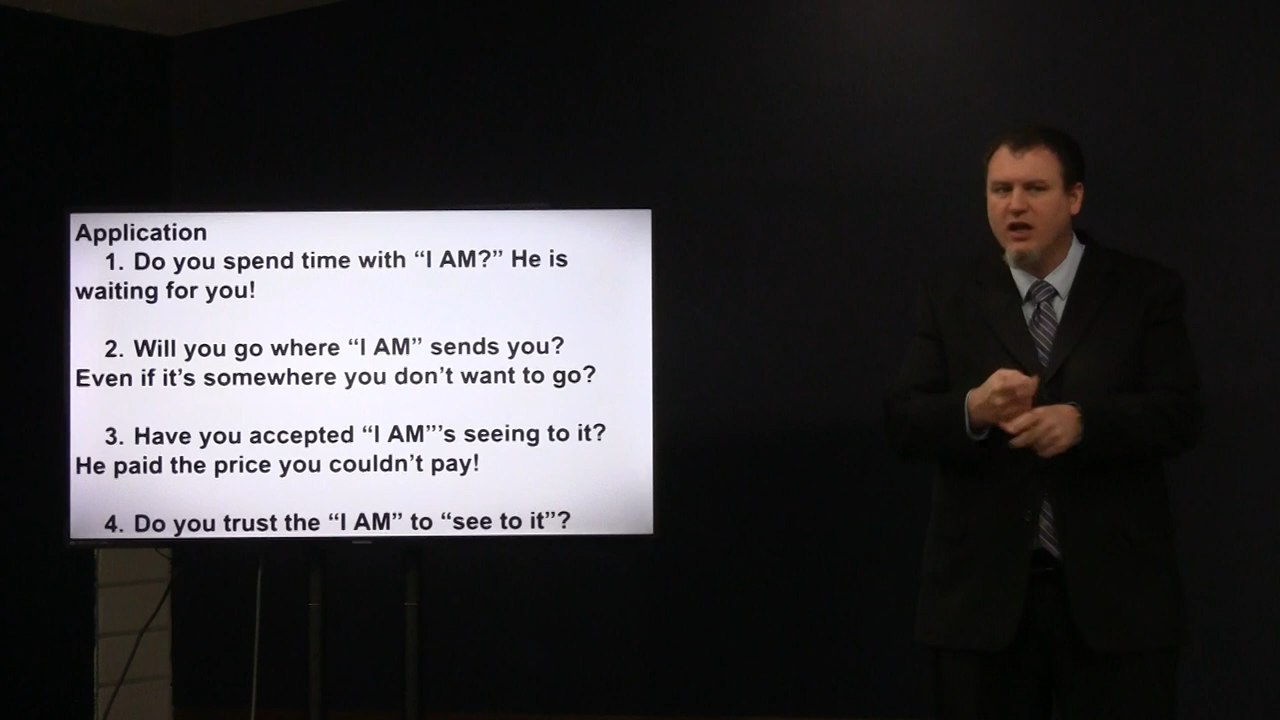 Application
1. Do you spend time with “I AM?” He is
waiting for you!
2. Will you go where “I AM” sends you?
Even if it’s somewhere you don’t want to go?
3. Have you accepted “I AM”’s seeing to it?
He paid the price you couldn’t pay!
4. Do you trust the “I AM” to “see to it”?